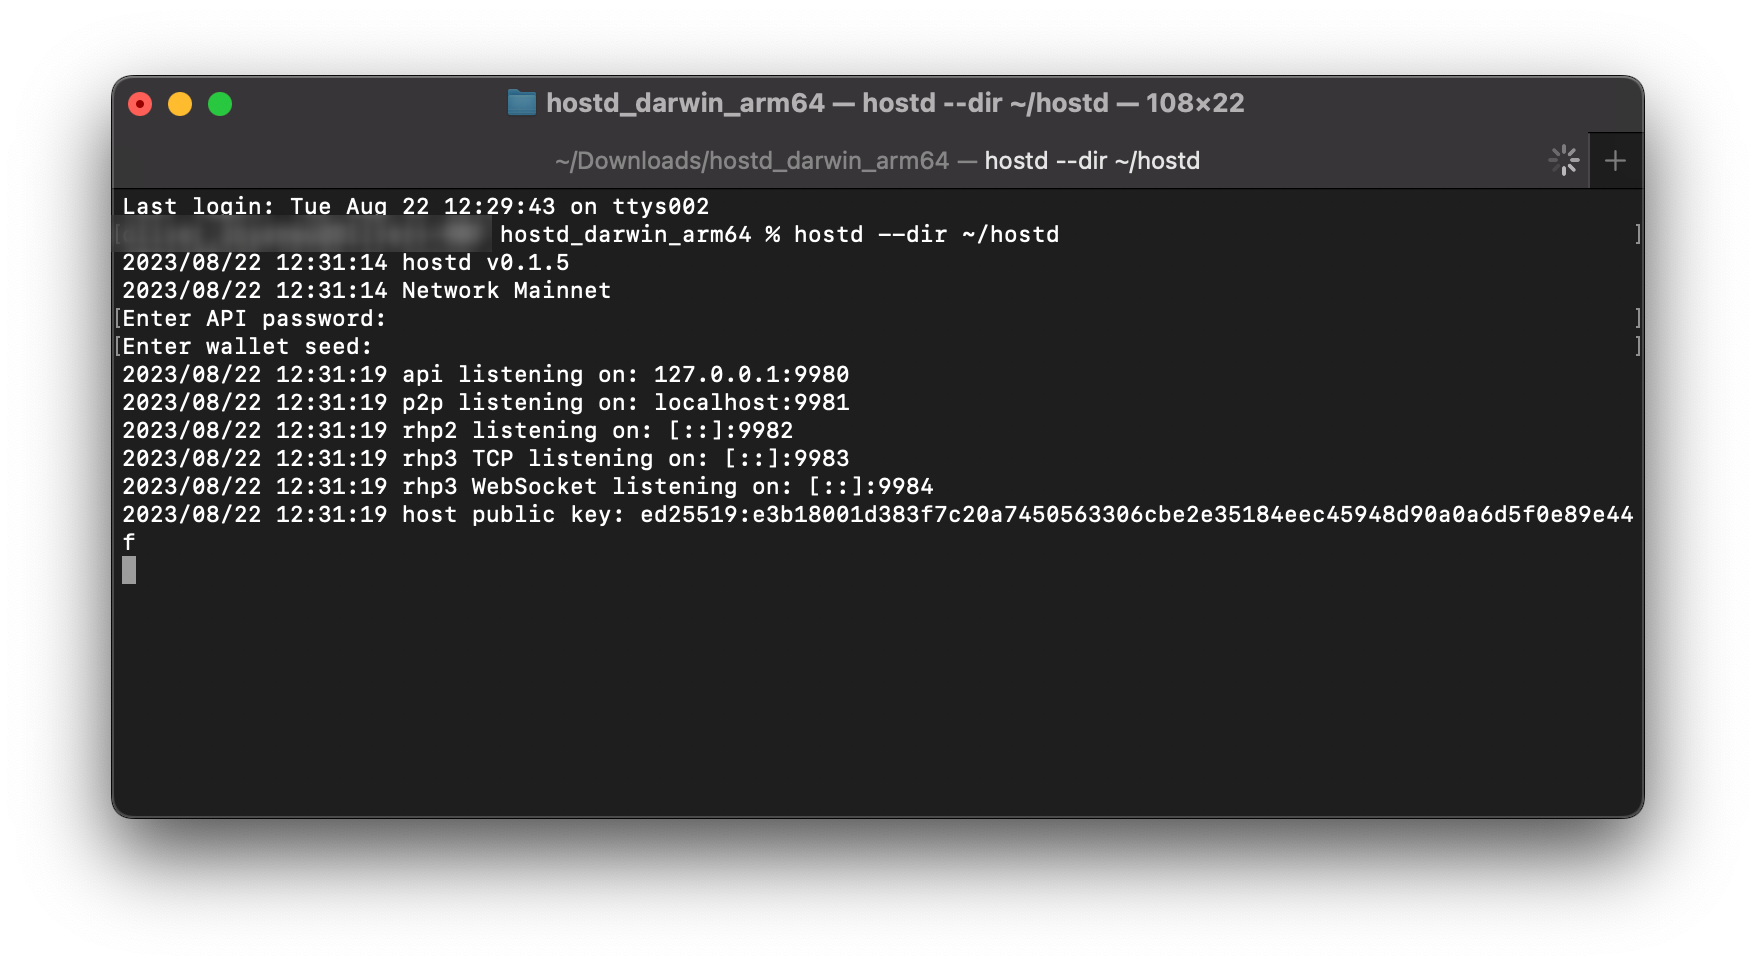 hostd_darwin_arm64 — hostd --dir ~/hostd — 108×22
~/Downloads/hostd_darwin_arm64 — hostd --dir ~/hostd
Last login: Tue Aug 22 12:29:43 on ttys002
[ hostd_darwin_arm64 % hostd --dir ~/hostd ]
2023/08/22 12:31:14 hostd v0.1.5
2023/08/22 12:31:14 Network Mainnet
[Enter API password: ]
[Enter wallet seed: ]
2023/08/22 12:31:19 api listening on: 127.0.0.1:9980
2023/08/22 12:31:19 p2p listening on: localhost:9981
2023/08/22 12:31:19 rhp2 listening on: [::]:9982
2023/08/22 12:31:19 rhp3 TCP listening on: [::]:9983
2023/08/22 12:31:19 rhp3 WebSocket listening on: [::]:9984
2023/08/22 12:31:19 host public key: ed25519:e3b18001d383f7c20a7450563306cbe2e35184eec45948d90a0a6d5f0e89e44
f